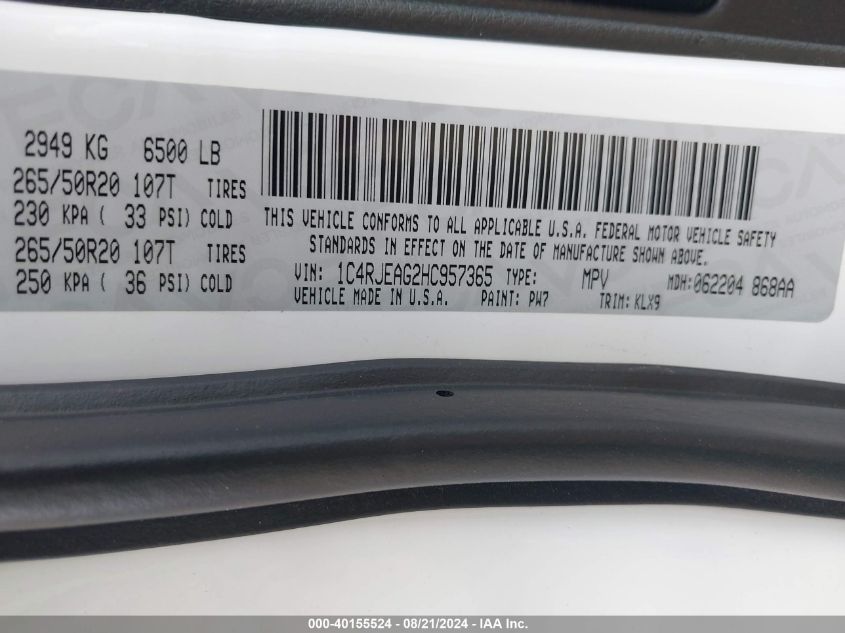 2949 KG 6500 LB
265/50R20 107T TIRES
230 KPA ( 33 PSI) COLD
265/50R20 107T TIRES
250 KPA ( 36 PSI) COLD
THIS VEHICLE CONFORMS TO ALL APPLICABLE U.S.A. FEDERAL MOTOR VEHICLE SAFETY
STANDARDS IN EFFECT ON THE DATE OF MANUFACTURE SHOWN ABOVE.
VIN: 1C4RJEAG2HC957365 TYPE: MPV MDH:062204 868AA
VEHICLE MADE IN U.S.A. PAINT: PW7 TRIM: KLX9
000-40155524 - 08/21/2024 - IAA Inc.